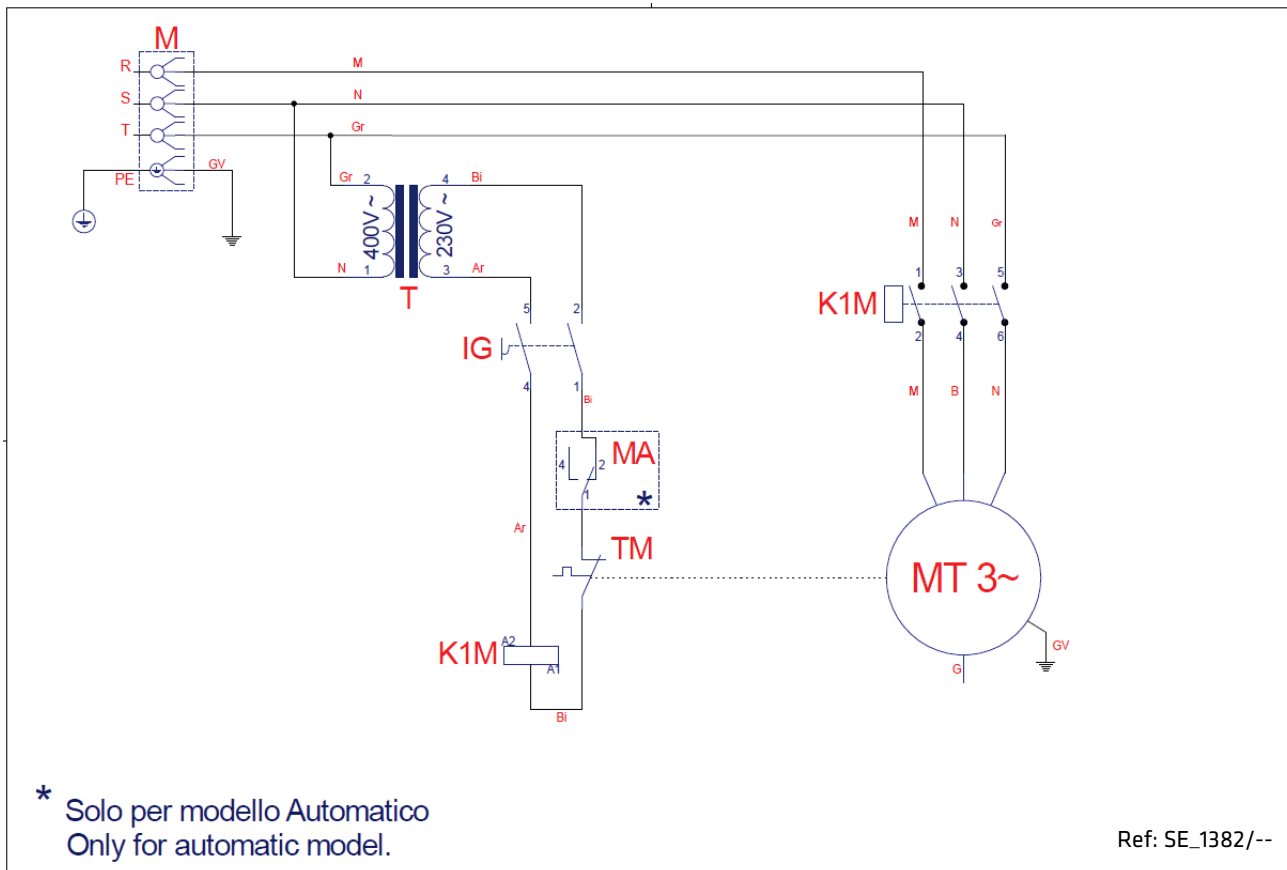 M
R
M
S
N
T
Gr
PE
GV
Gr 2
4 Bi
400V ~
230V ~
N 1
3 Ar
T
M N Gr
5 2
1 3 5
K1M
IG
2 4 6
4 1
Bi
M B N
MA
4 2
1
*
Ar
TM
MT 3~
K1M
A2
A1
GV
G
Bi
* Solo per modello Automatico
Only for automatic model.
Ref: SE_1382/--